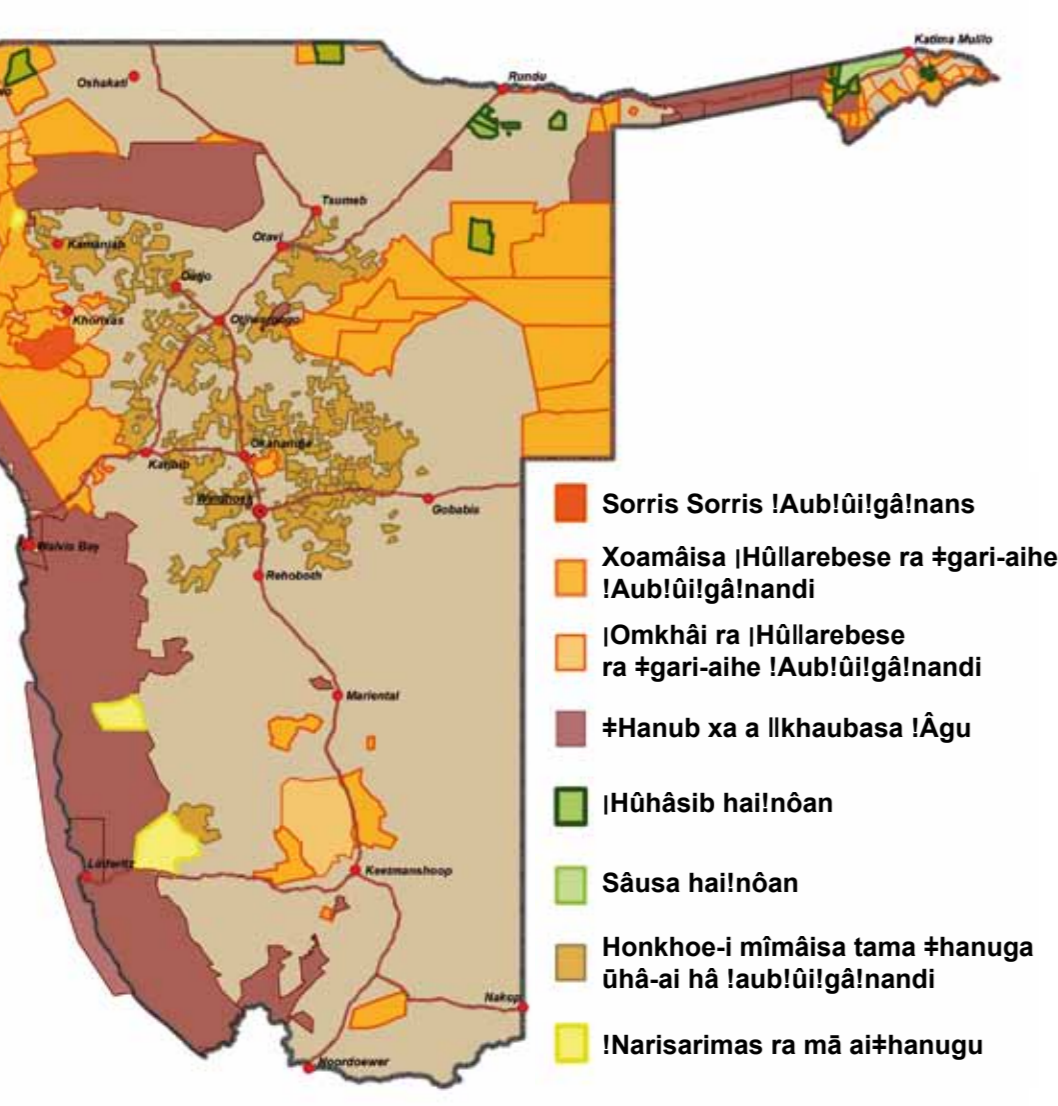 Katima Mulilo
Oshakati
Rundu
Tsumeb
Otavi
Kamanjab
Outjo
Khorixas
Otjiwarongo
Okahandja
Karibib
Windhoek
Gobabis
Walvis Bay
Rehoboth
Mariental
Lüderitz
Keetmanshoop
Nakop
Noordoewer
Sorris Sorris !Aub!ûi!gâ!nans
Xoamâisa ǀHûǁarebese ra ǂgari-aihe
!Aub!ûi!gâ!nandi
ǀOmkhâi ra ǀHûǁarebese
ra ǂgari-aihe !Aub!ûi!gâ!nandi
ǂHanub xa a ǁkhaubasa !Âgu
ǀHûhâsib hai!nôan
Sâusa hai!nôan
Honkhoe-i mîmâisa tama ǂhanuga
ūhâ-ai hâ !aub!ûi!gâ!nandi
!Narisarimas ra mā aiǂhanugu